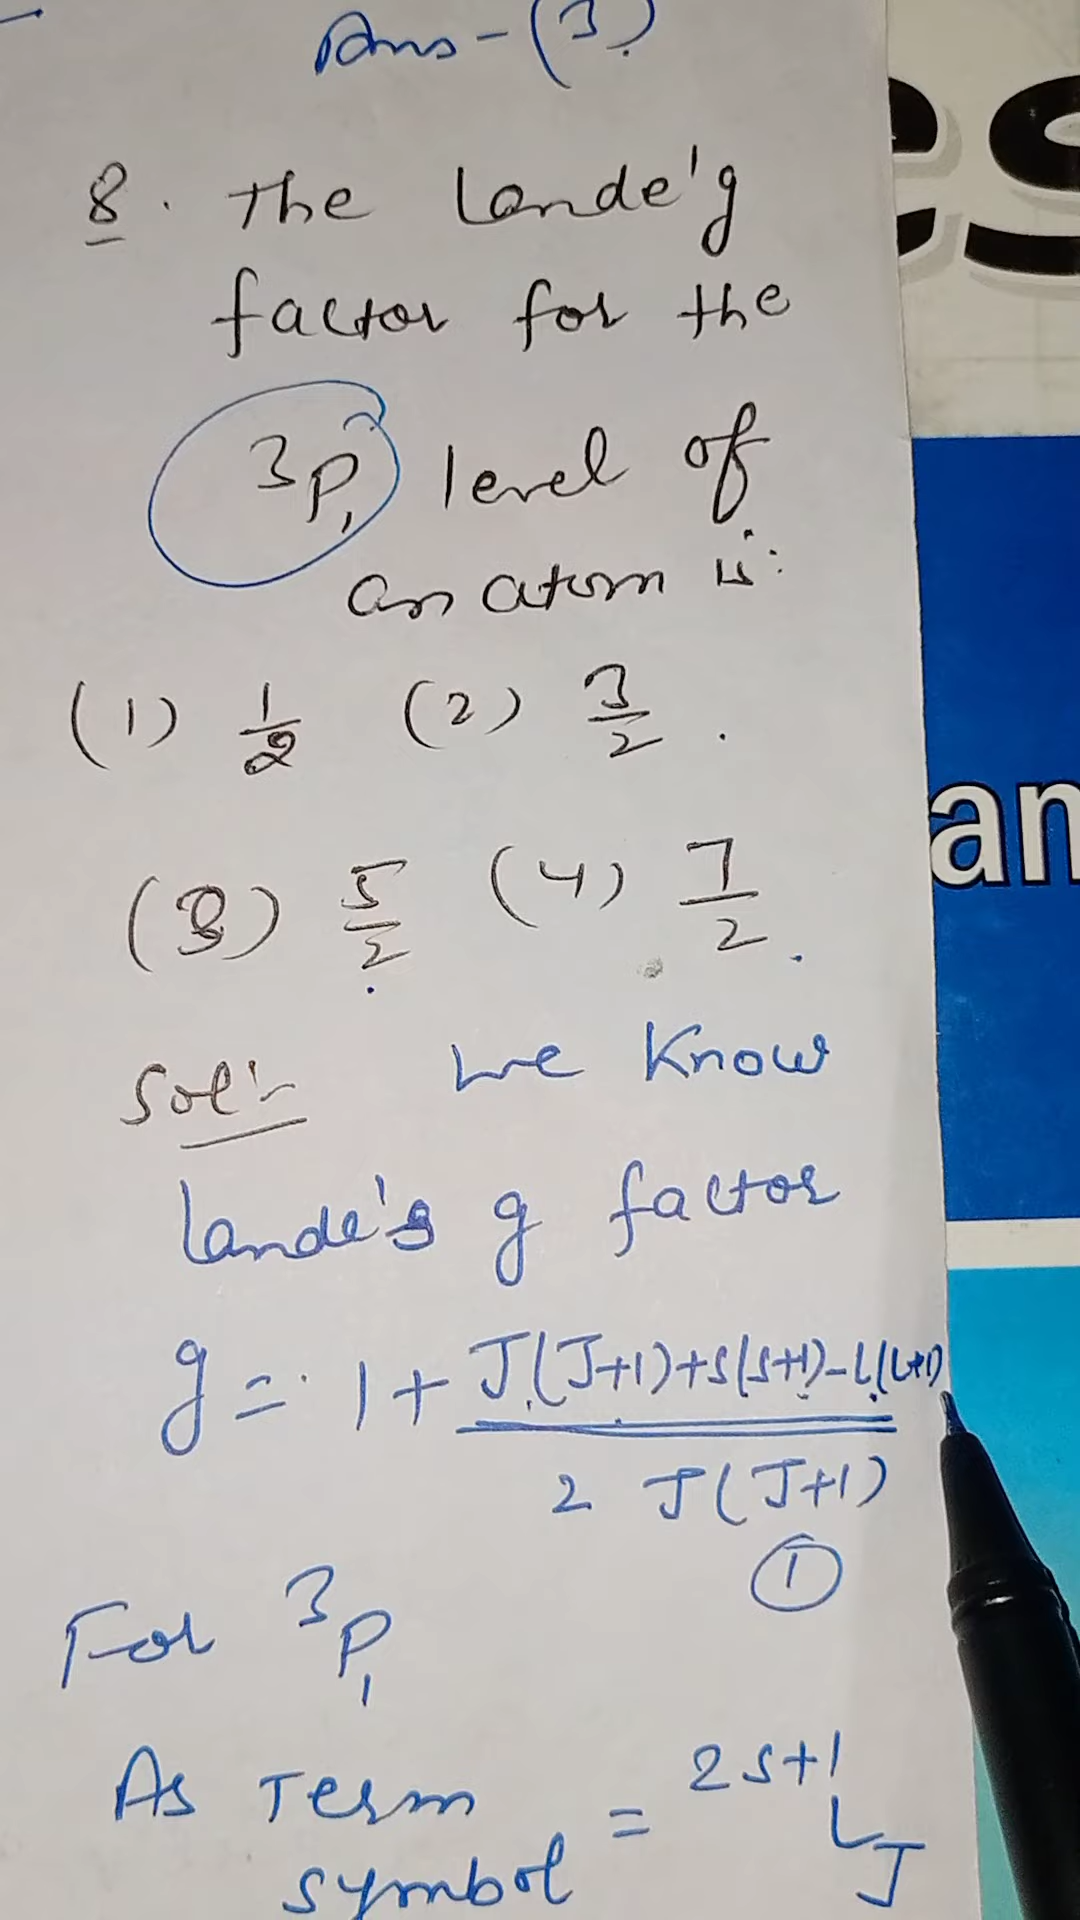 Ans - (3)
es
8. The Lande'g
factor for the
³P₁ level of
an atom is:
(1) 1/2 (2) 3/2
(3) 5/2 (4) 7/2
an
Sol'n We Know
Lande's g factor
g = 1 + J(J+1)+S(S+1)-L(L+1) / 2 J(J+1)
①
For ³P₁
As Term symbol = ²ˢ⁺¹L_J